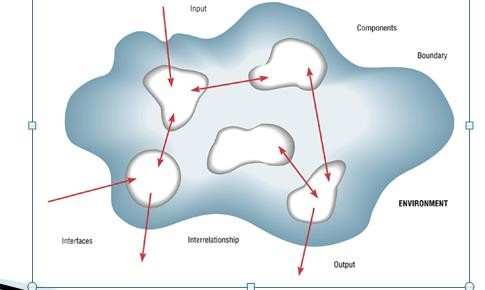 Input
Components
Boundary
ENVIRONMENT
Interfaces
Interrelationship
Output